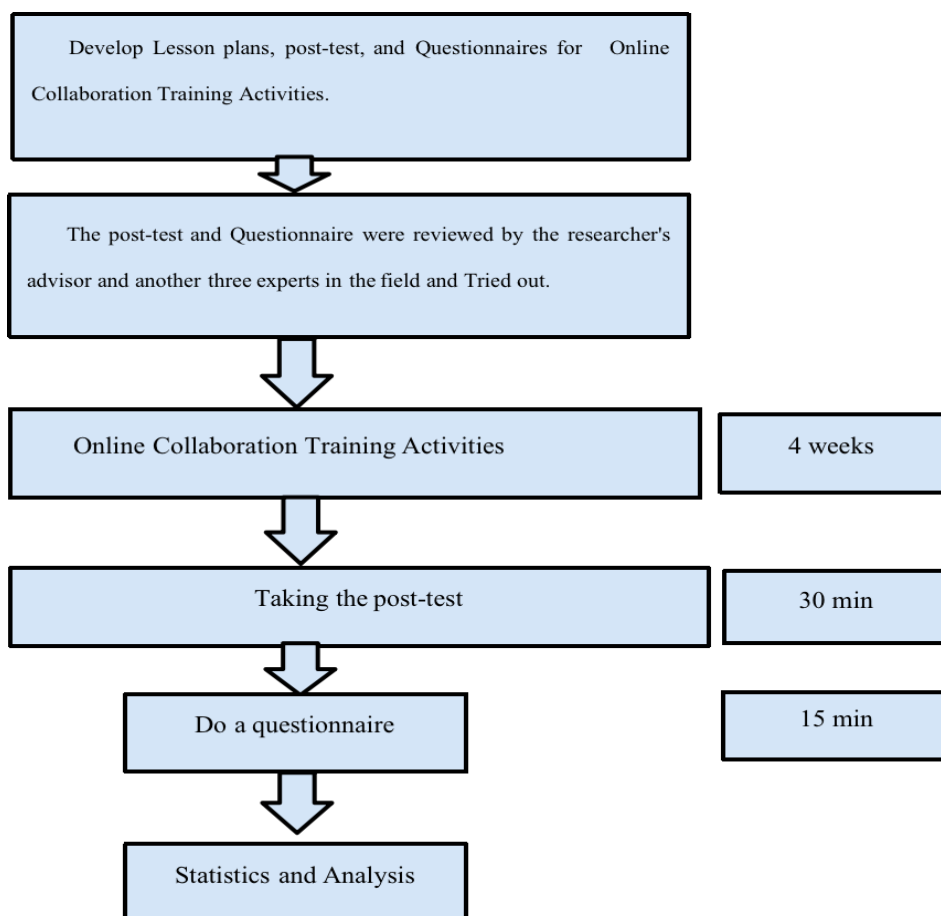 Develop Lesson plans, post-test, and Questionnaires for Online
Collaboration Training Activities.
The post-test and Questionnaire were reviewed by the researcher's
advisor and another three experts in the field and Tried out.
Online Collaboration Training Activities
4 weeks
Taking the post-test
30 min
Do a questionnaire
15 min
Statistics and Analysis